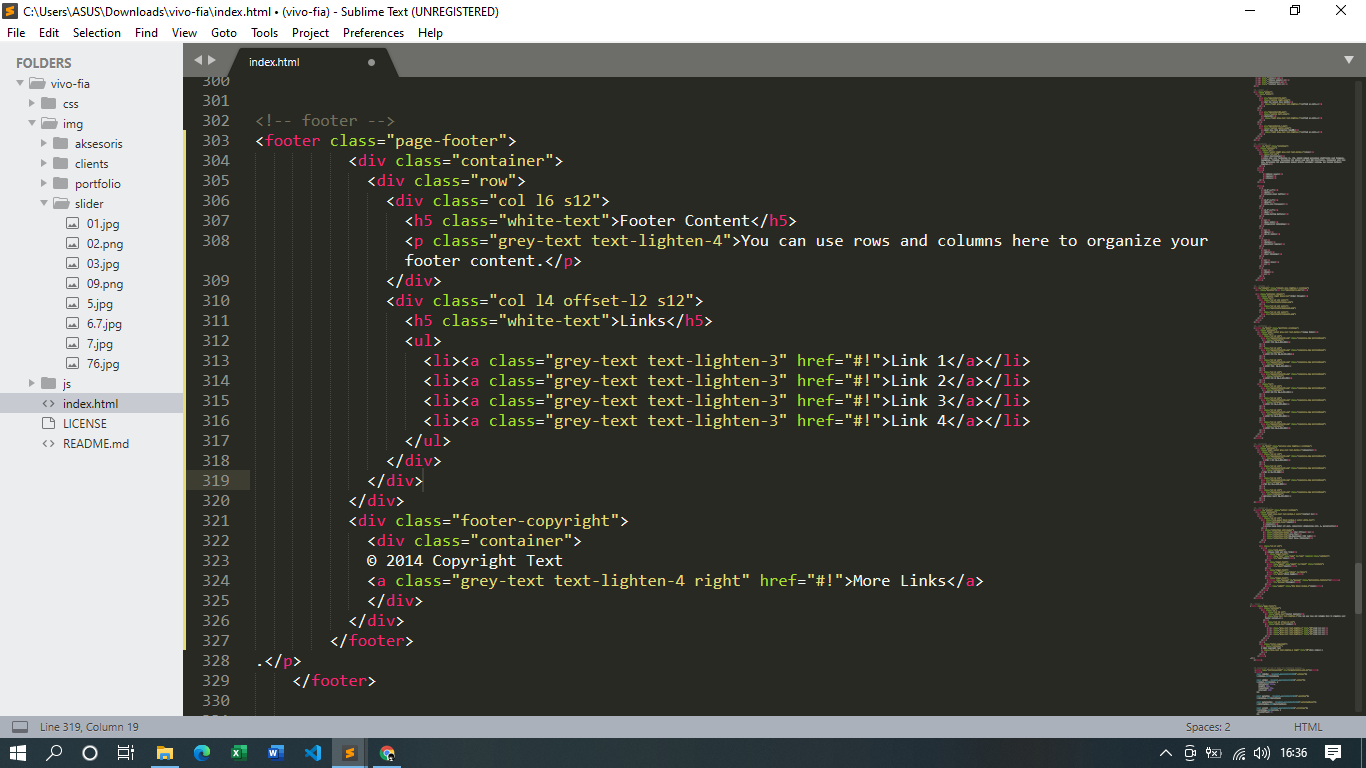 C:\Users\ASUS\Downloads\vivo-fia\index.html • (vivo-fia) - Sublime Text (UNREGISTERED)
File Edit Selection Find View Goto Tools Project Preferences Help
FOLDERS
vivo-fia
css
img
aksesoris
clients
portfolio
slider
01.jpg
02.png
03.jpg
09.png
5.jpg
6.7.jpg
7.jpg
76.jpg
js
index.html
LICENSE
README.md
index.html
300
301
302 <!-- footer -->
303 <footer class="page-footer">
304 <div class="container">
305 <div class="row">
306 <div class="col l6 s12">
307 <h5 class="white-text">Footer Content</h5>
308 <p class="grey-text text-lighten-4">You can use rows and columns here to organize your
footer content.</p>
309 </div>
310 <div class="col l4 offset-l2 s12">
311 <h5 class="white-text">Links</h5>
312 <ul>
313 <li><a class="grey-text text-lighten-3" href="#!">Link 1</a></li>
314 <li><a class="grey-text text-lighten-3" href="#!">Link 2</a></li>
315 <li><a class="grey-text text-lighten-3" href="#!">Link 3</a></li>
316 <li><a class="grey-text text-lighten-3" href="#!">Link 4</a></li>
317 </ul>
318 </div>
319 </div>
320 </div>
321 <div class="footer-copyright">
322 <div class="container">
323 © 2014 Copyright Text
324 <a class="grey-text text-lighten-4 right" href="#!">More Links</a>
325 </div>
326 </div>
327 </footer>
328 .</p>
329 </footer>
330
Line 319, Column 19
Spaces: 2
HTML
16:36